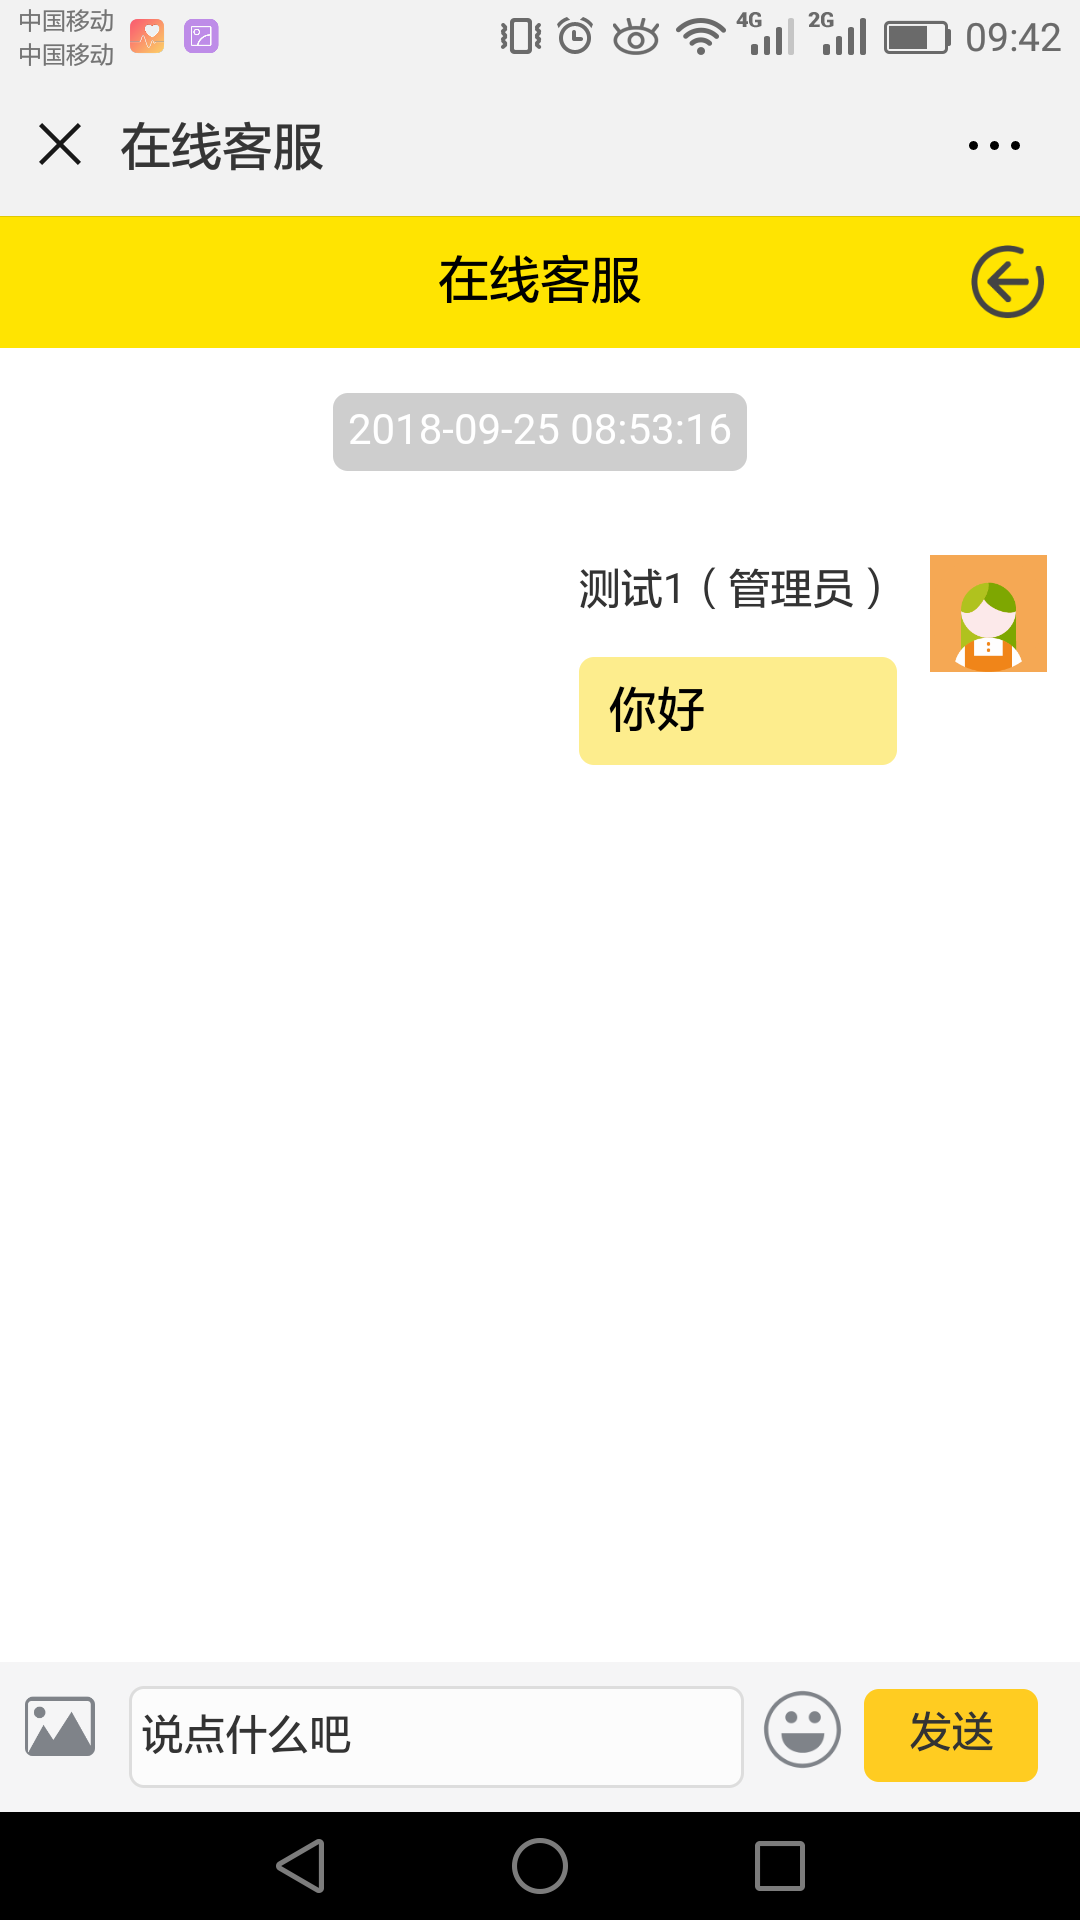 中国移动
中国移动
4G
2G
09:42
在线客服
在线客服
2018-09-25 08:53:16
测试1（管理员）
你好
说点什么吧
发送